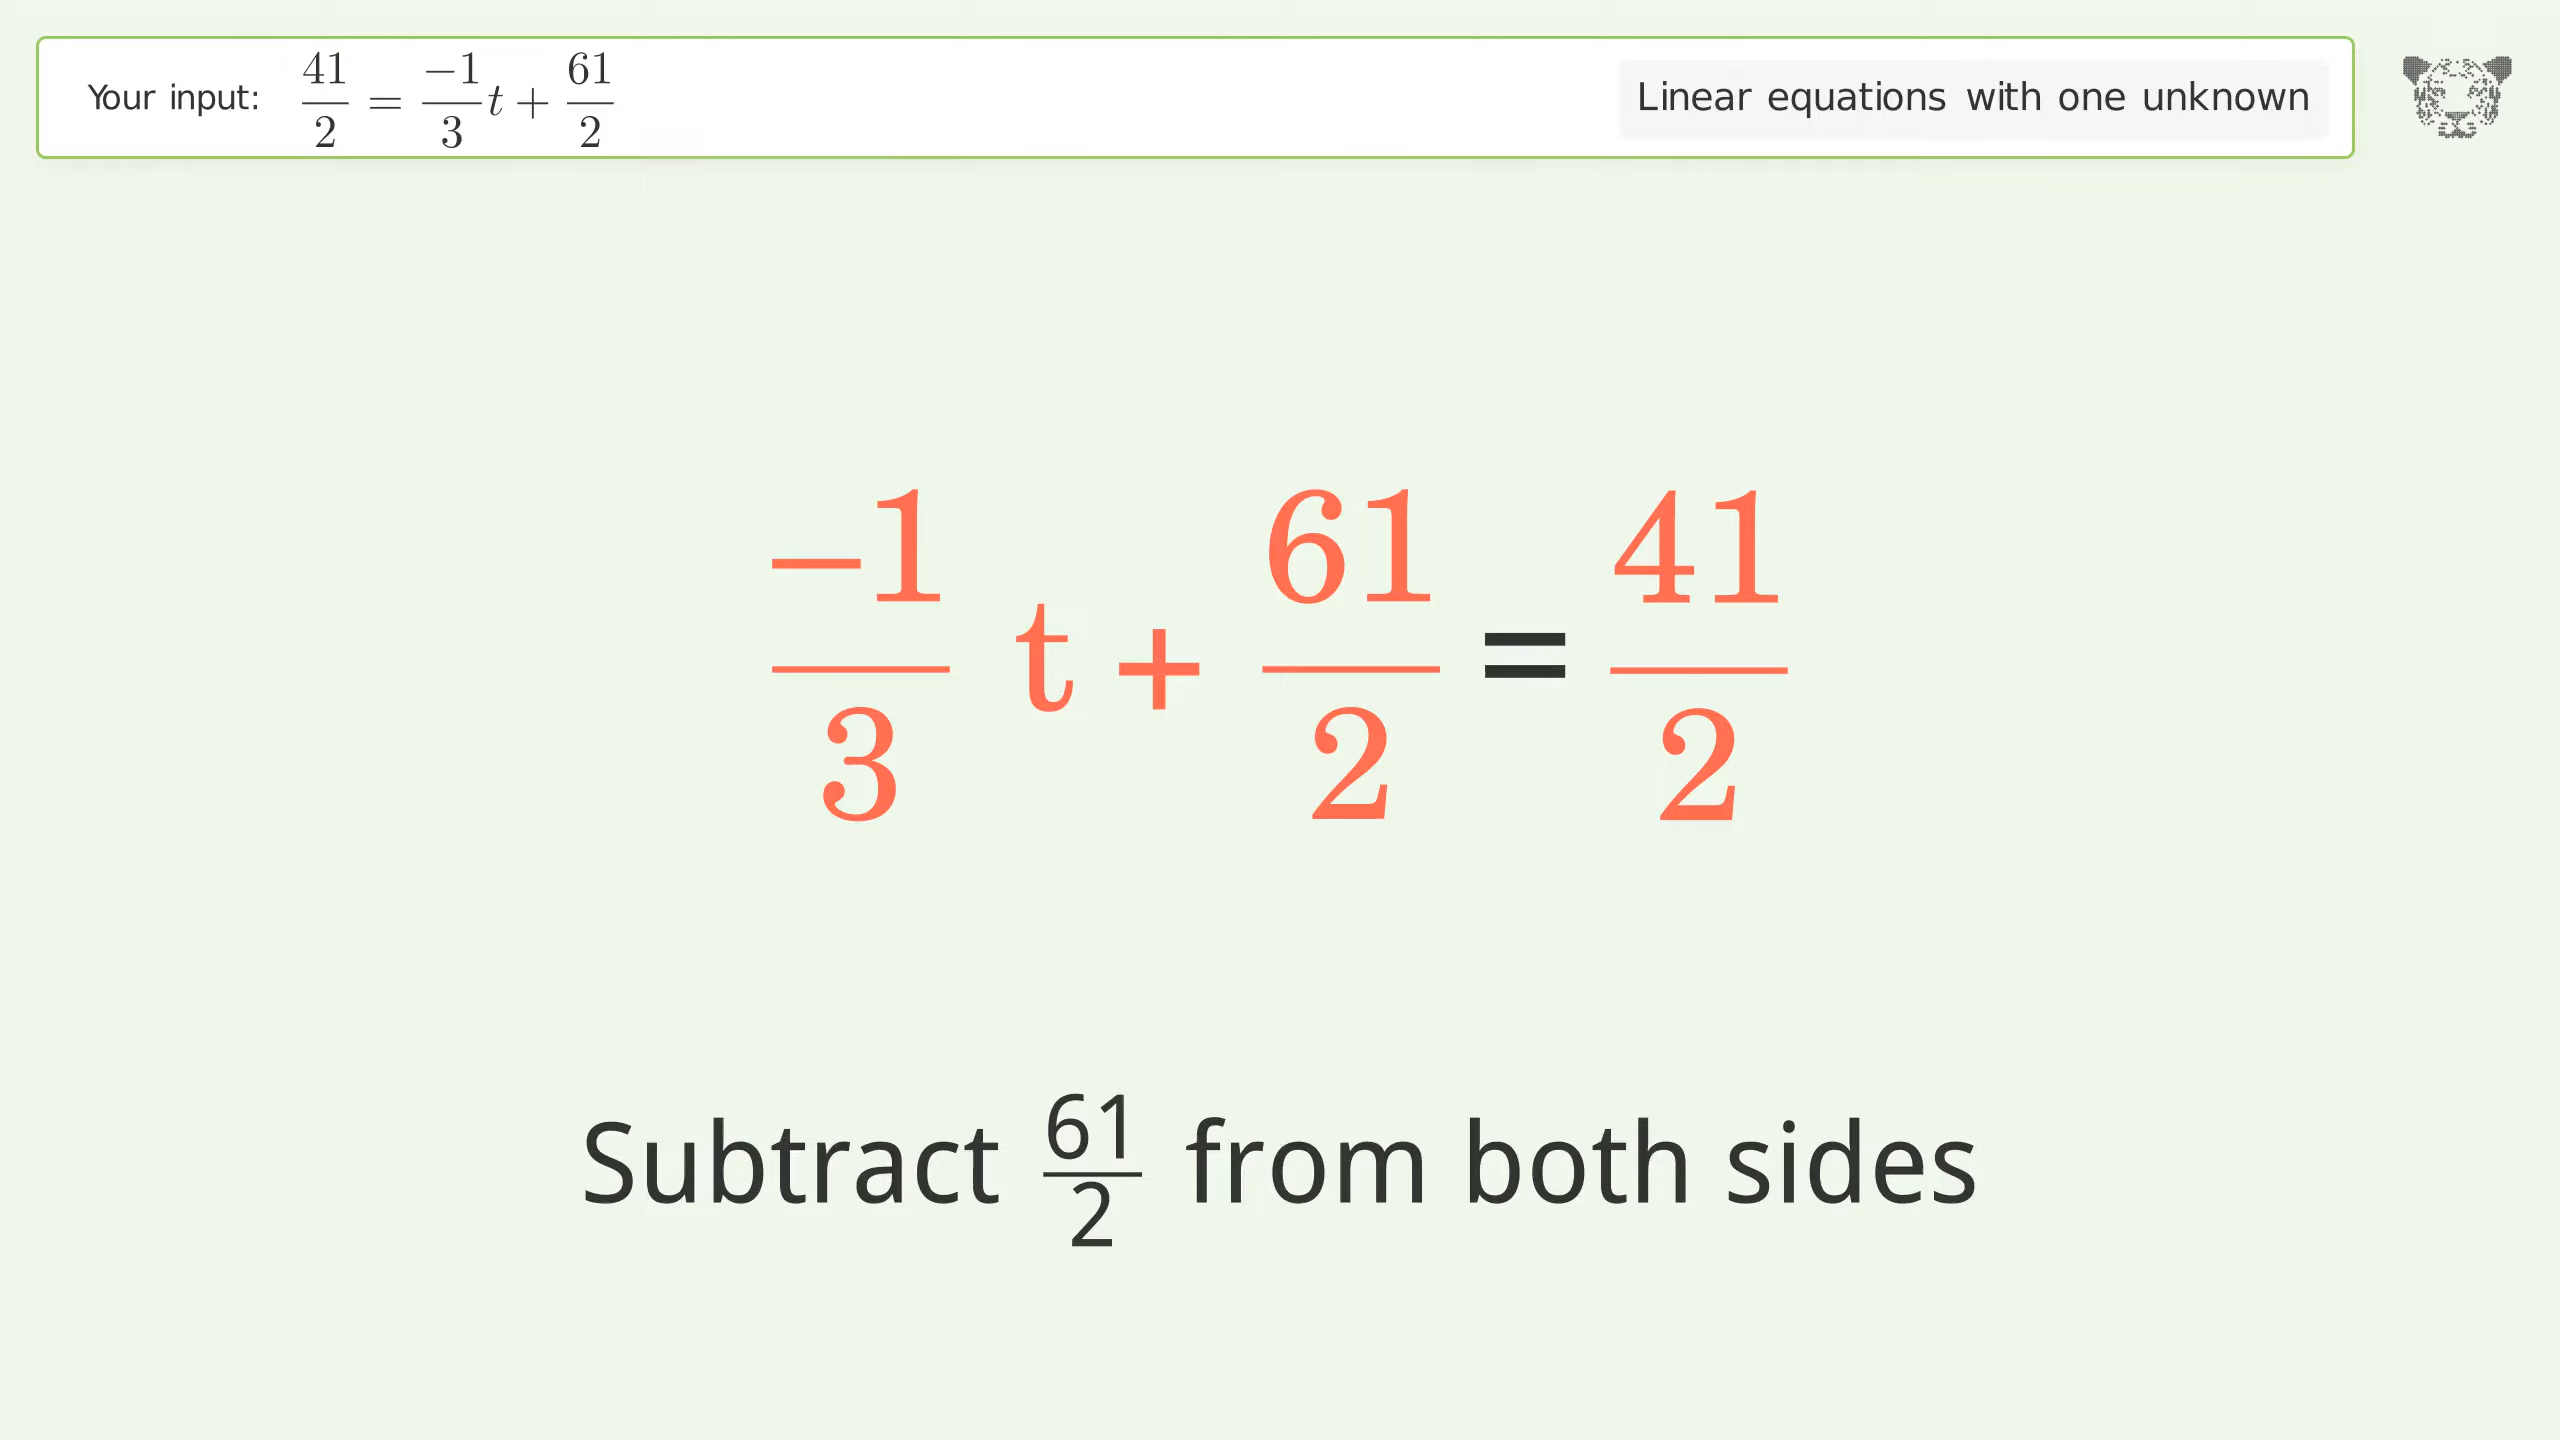 Your input: 41/2 = −1/3 t + 61/2
Linear equations with one unknown
−1/3 t + 61/2 = 41/2
Subtract 61/2 from both sides